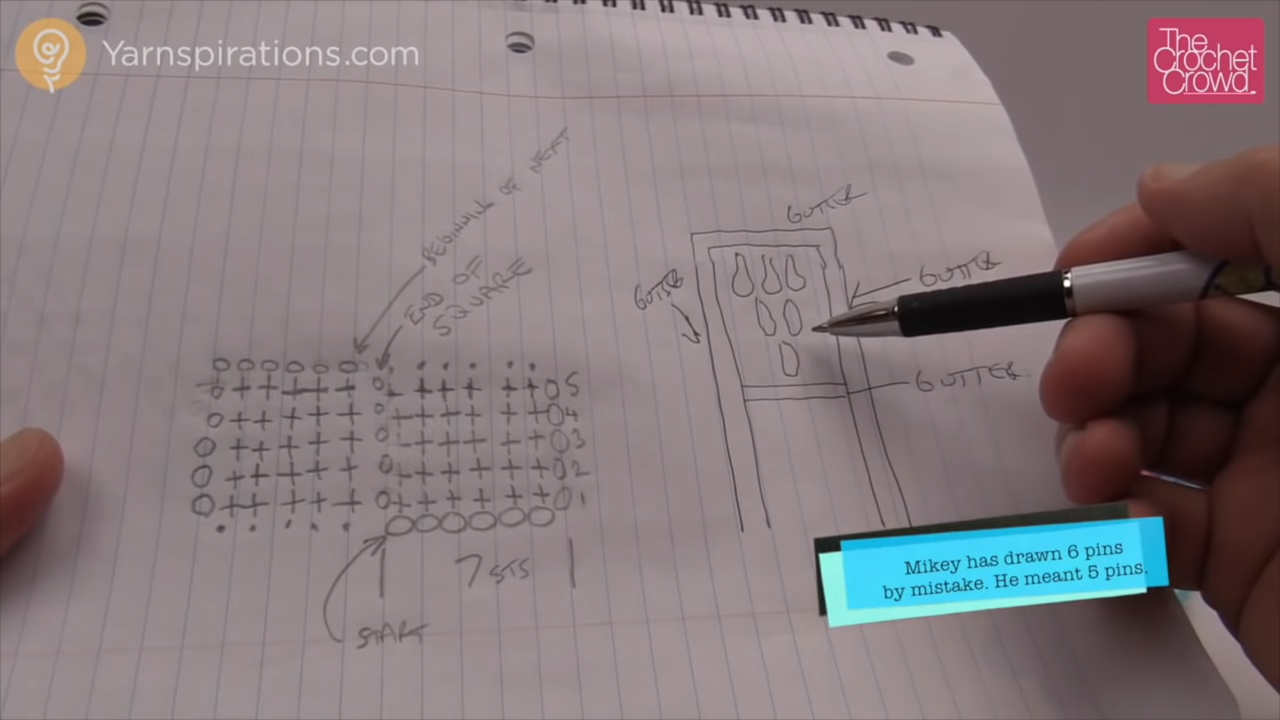 Yarnspirations.com
The
Crochet
Crowd
BEGINNING OF NEXT
END OF
SQUARE
GUTTER
GUTTER
GUTTER
GUTTER
5
4
3
2
1
7 STS
START
Mikey has drawn 6 pins
by mistake. He meant 5 pins.